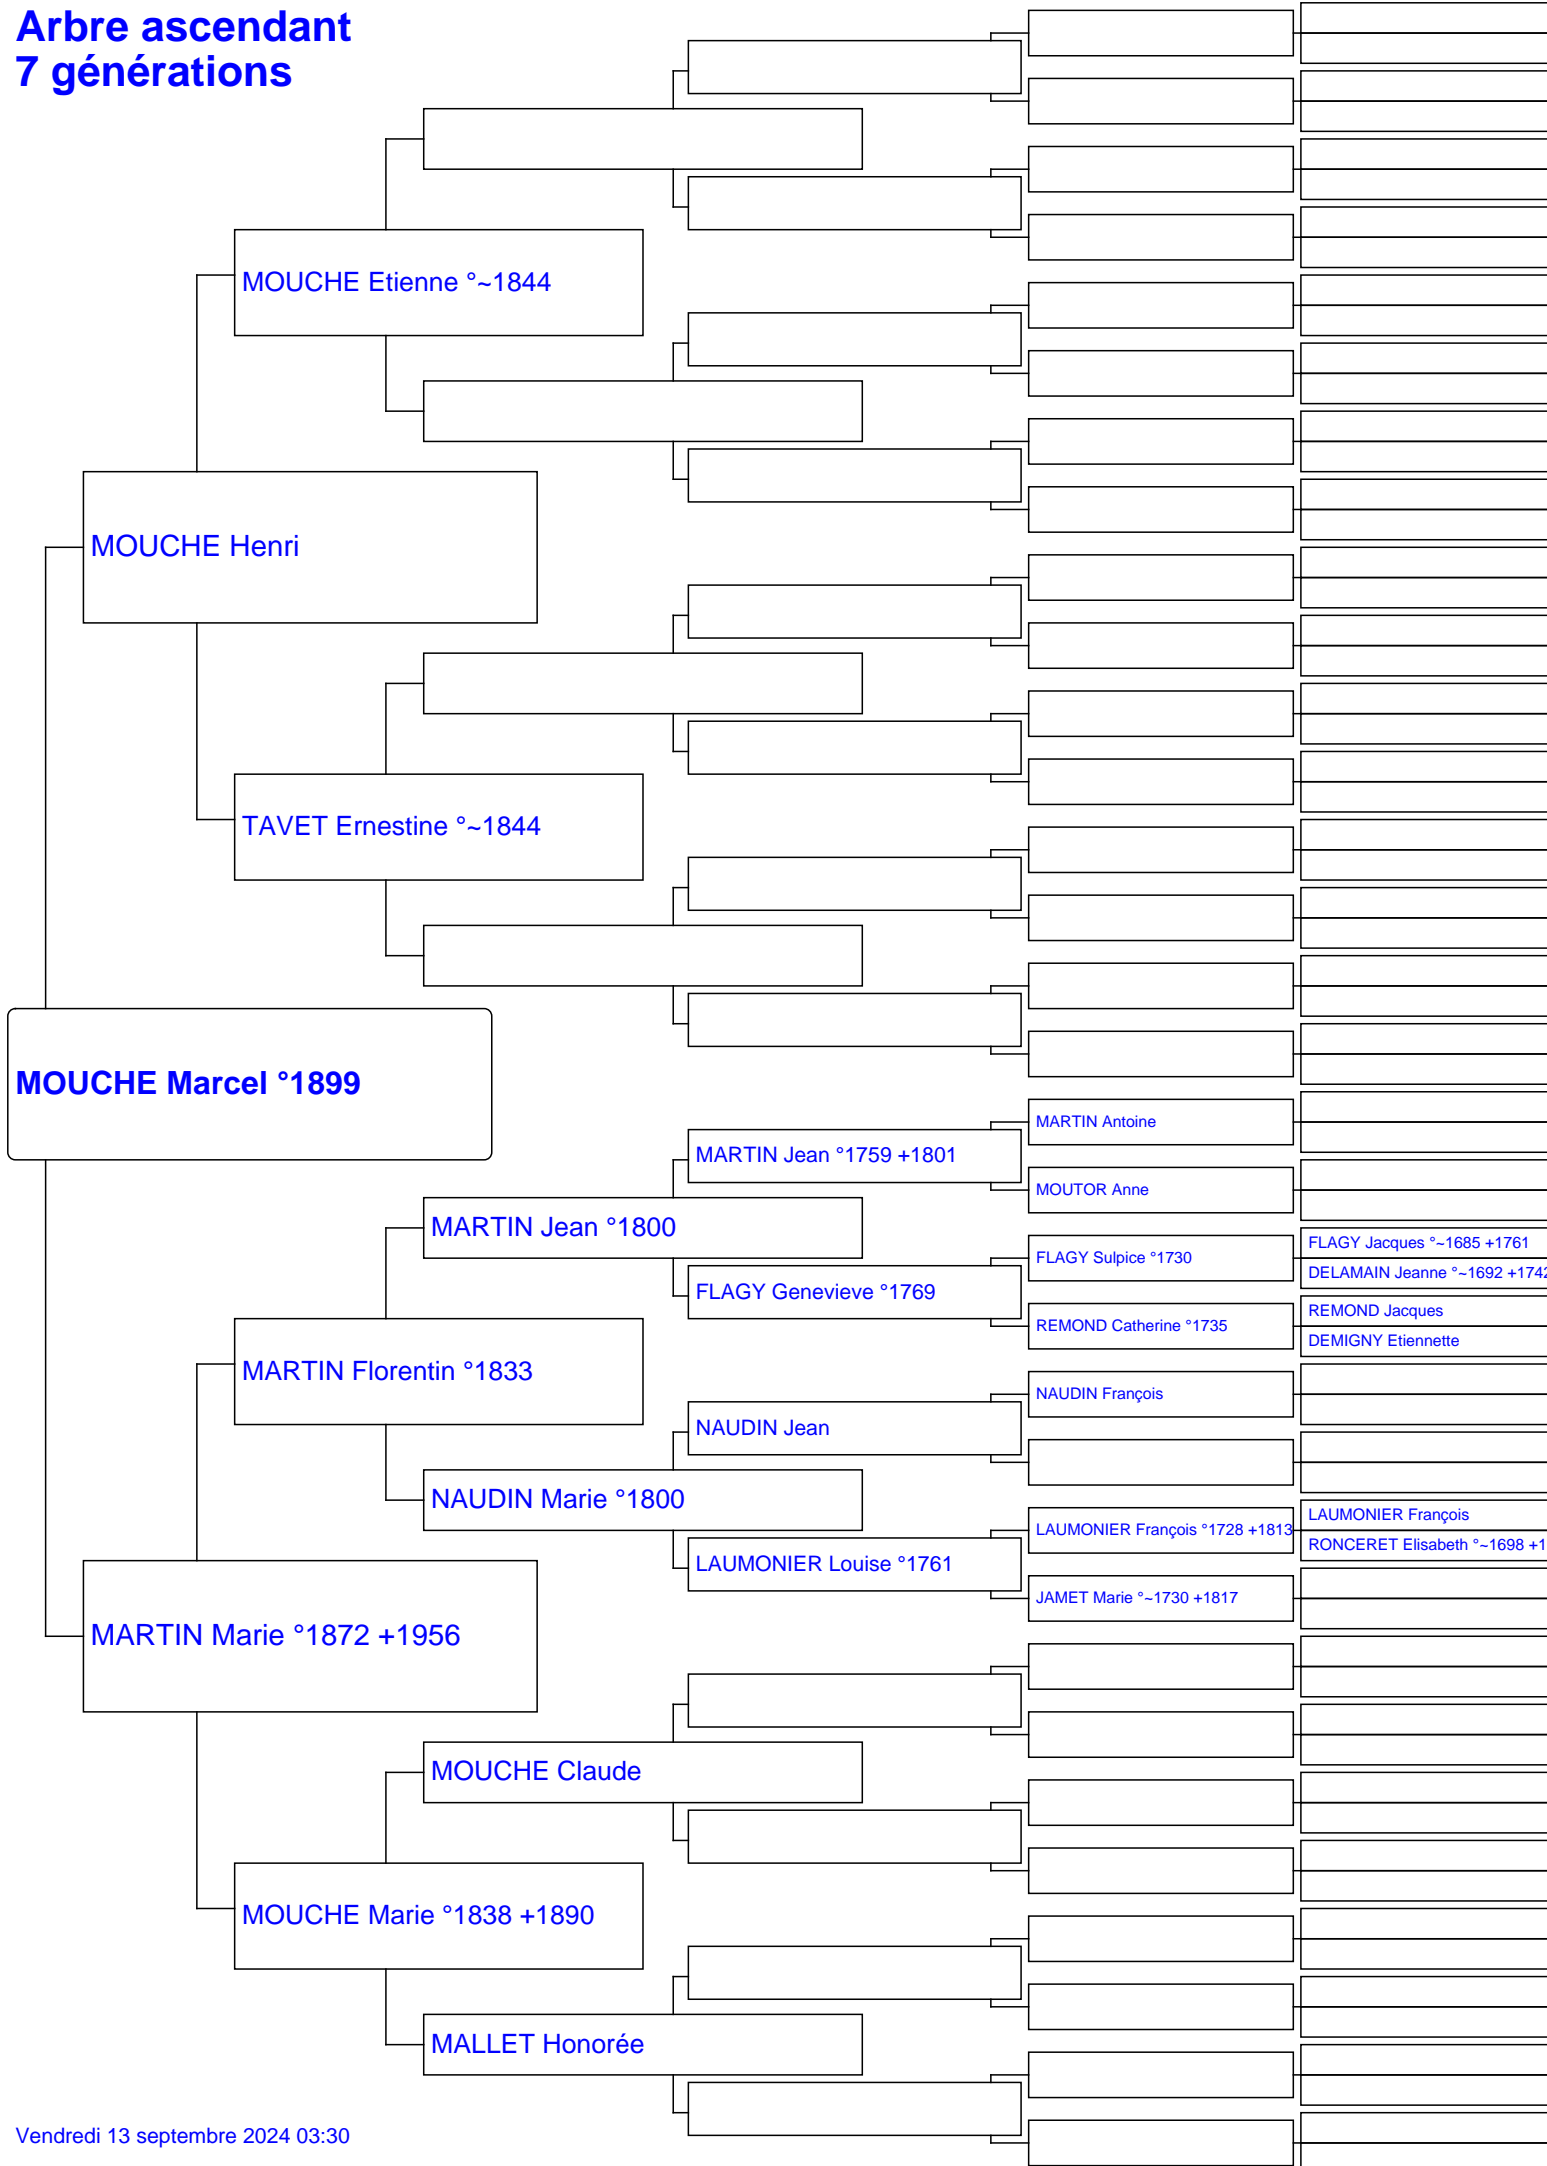 Arbre ascendant
7 générations
MOUCHE Etienne °~1844
MOUCHE Henri
TAVET Ernestine °~1844
MOUCHE Marcel °1899
MARTIN Antoine
MARTIN Jean °1759 +1801
MOUTOR Anne
MARTIN Jean °1800
FLAGY Jacques °~1685 +1761
FLAGY Sulpice °1730
DELAMAIN Jeanne °~1692 +1742
FLAGY Genevieve °1769
REMOND Jacques
REMOND Catherine °1735
DEMIGNY Etiennette
MARTIN Florentin °1833
NAUDIN François
NAUDIN Jean
NAUDIN Marie °1800
LAUMONIER François
LAUMONIER François °1728 +1813
RONCERET Elisabeth °~1698 +1
LAUMONIER Louise °1761
JAMET Marie °~1730 +1817
MARTIN Marie °1872 +1956
MOUCHE Claude
MOUCHE Marie °1838 +1890
MALLET Honorée
Vendredi 13 septembre 2024 03:30